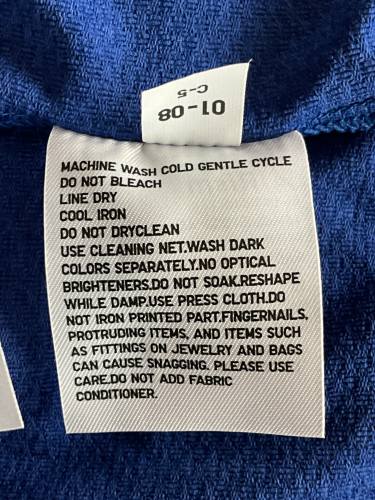 01-08
C-5
MACHINE WASH COLD GENTLE CYCLE
DO NOT BLEACH
LINE DRY
COOL IRON
DO NOT DRYCLEAN
USE CLEANING NET.WASH DARK
COLORS SEPARATELY.NO OPTICAL
BRIGHTENERS.DO NOT SOAK.RESHAPE
WHILE DAMP.USE PRESS CLOTH.DO
NOT IRON PRINTED PART.FINGERNAILS,
PROTRUDING ITEMS, AND ITEMS SUCH
AS FITTINGS ON JEWELRY AND BAGS
CAN CAUSE SNAGGING. PLEASE USE
CARE.DO NOT ADD FABRIC
CONDITIONER.